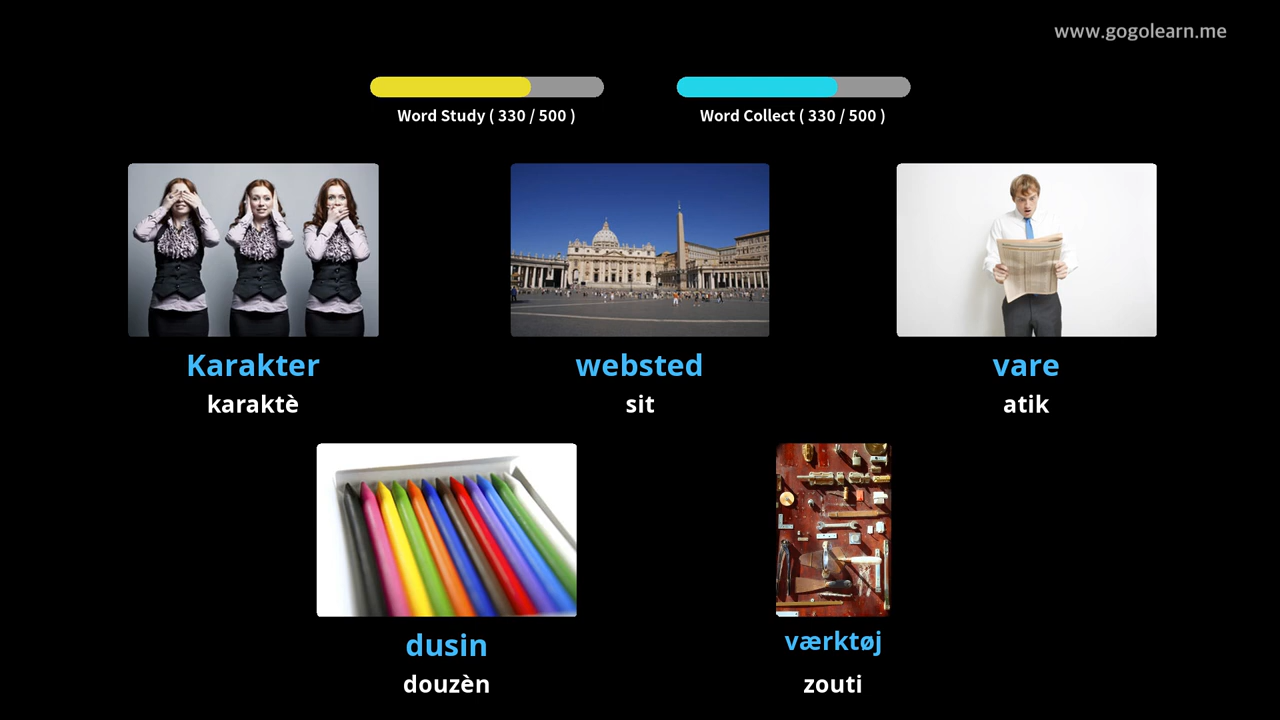 www.gogolearn.me
Word Study ( 330 / 500 )
Word Collect ( 330 / 500 )
Karakter
karaktè
websted
sit
vare
atik
dusin
douzèn
værktøj
zouti